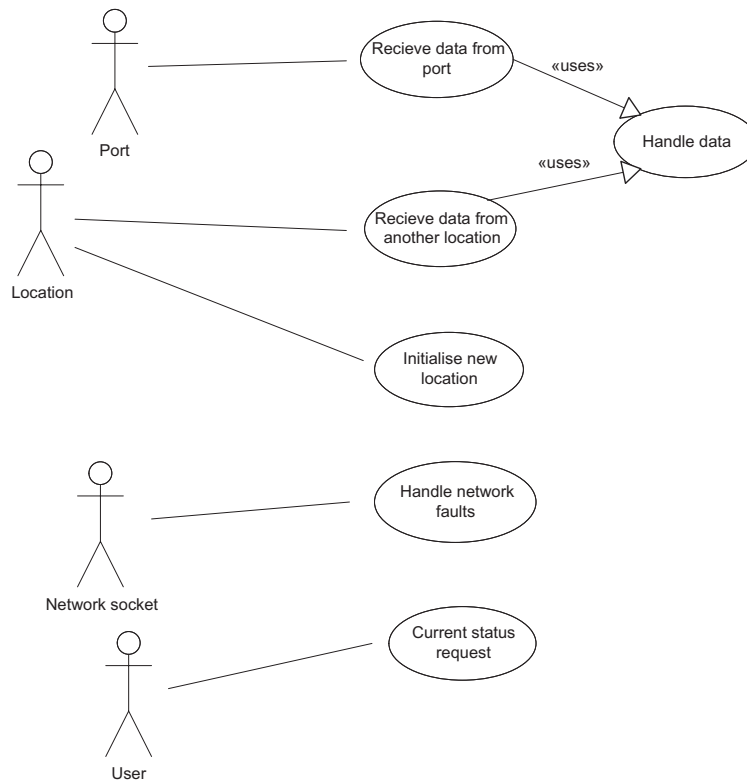 Recieve data from
port
«uses»
Port
Handle data
«uses»
Recieve data from
another location
Location
Initialise new
location
Handle network
faults
Network socket
Current status
request
User